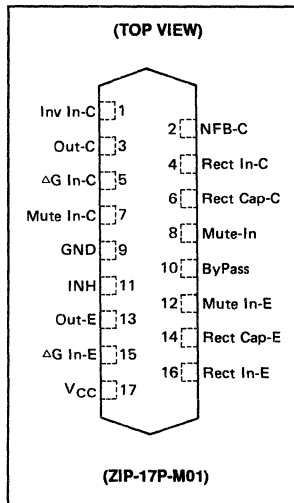 (TOP VIEW)
Inv In-C 1
2 NFB-C
Out-C 3
4 Rect In-C
ΔG In-C 5
6 Rect Cap-C
Mute In-C 7
8 Mute-In
GND 9
10 ByPass
INH 11
12 Mute In-E
Out-E 13
14 Rect Cap-E
ΔG In-E 15
16 Rect In-E
VCC 17
(ZIP-17P-M01)